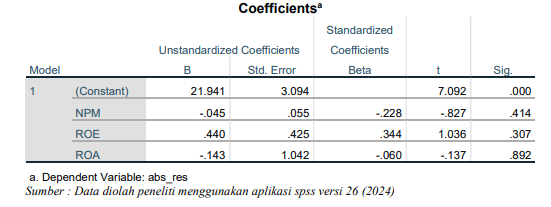 Coefficientsᵃ
Standardized
Unstandardized Coefficients Coefficients
Model B Std. Error Beta t Sig.
1 (Constant) 21.941 3.094 7.092 .000
NPM -.045 .055 -.228 -.827 .414
ROE .440 .425 .344 1.036 .307
ROA -.143 1.042 -.060 -.137 .892
a. Dependent Variable: abs_res
Sumber : Data diolah peneliti menggunakan aplikasi spss versi 26 (2024)